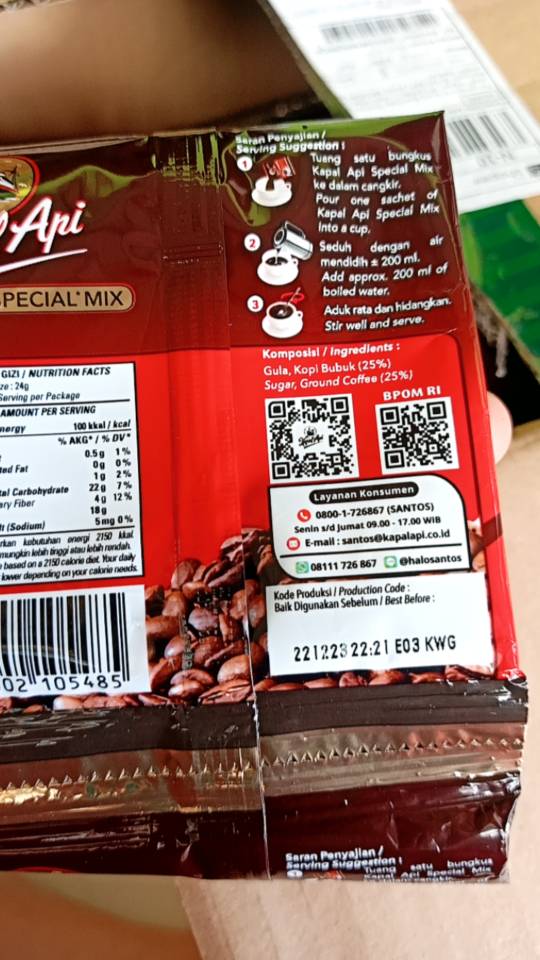 Api
SPECIAL MIX
GIZI / NUTRITION FACTS
: 24g
Serving per Package
AMOUNT PER SERVING
100 kkal / kcal
% AKG* / % DV*
0.5g 1%
Fat 0g 0%
1g 2%
Carbohydrate 22g 7%
Fiber 4g 12%
18g
(Sodium) 5mg 0%
kebutuhan energi 2150 kkal.
mungkin lebih tinggi atau lebih rendah.
based on a 2150 calorie diet. Your daily
lower depending on your calorie needs.
02 105485
Saran Penyajian /
Serving Suggestion :
1
Tuang satu bungkus
Kapal Api Special Mix
ke dalam cangkir.
Pour one sachet of
Kapal Api Special Mix
into a cup.
2
Seduh dengan air
mendidih ± 200 ml.
Add approx. 200 ml of
boiled water.
3
Aduk rata dan hidangkan.
Stir well and serve.
Komposisi / Ingredients :
Gula, Kopi Bubuk (25%)
Sugar, Ground Coffee (25%)
BPOM RI
Layanan Konsumen
0800-1-726867 (SANTOS)
Senin s/d Jumat 09.00 - 17.00 WIB
E-mail : santos@kapalapi.co.id
08111 726 867 @halosantos
Kode Produksi / Production Code :
Baik Digunakan Sebelum / Best Before :
221223 22:21 E03 KWG
Saran Penyajian /
Serving Suggestion :
Tuang satu bungkus
Kapal Api Special Mix